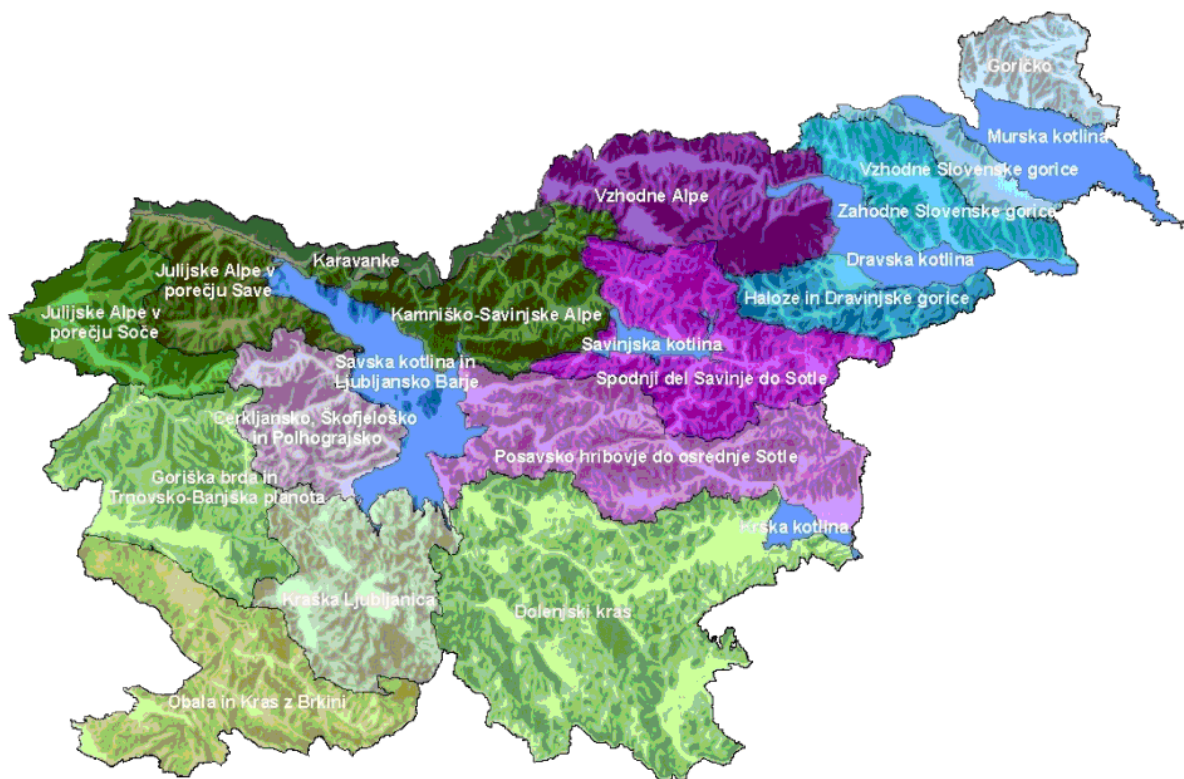 Goričko
Murska kotlina
Vzhodne Slovenske gorice
Vzhodne Alpe
Zahodne Slovenske gorice
Karavanke
Dravska kotlina
Julijske Alpe v
porečju Save
Haloze in Dravinjske gorice
Julijske Alpe v
porečju Soče
Kamniško-Savinjske Alpe
Savinjska kotlina
Savska kotlina in
Ljubljansko Barje
Spodnji del Savinje do Sotle
Cerkljansko, Škofjeloško
in Polhograjsko
Posavsko hribovje do osrednje Sotle
Goriška brda in
Trnovsko-Banjška planota
Krška kotlina
Kraška Ljubljanica
Dolenjski kras
Obala in Kras z Brkini